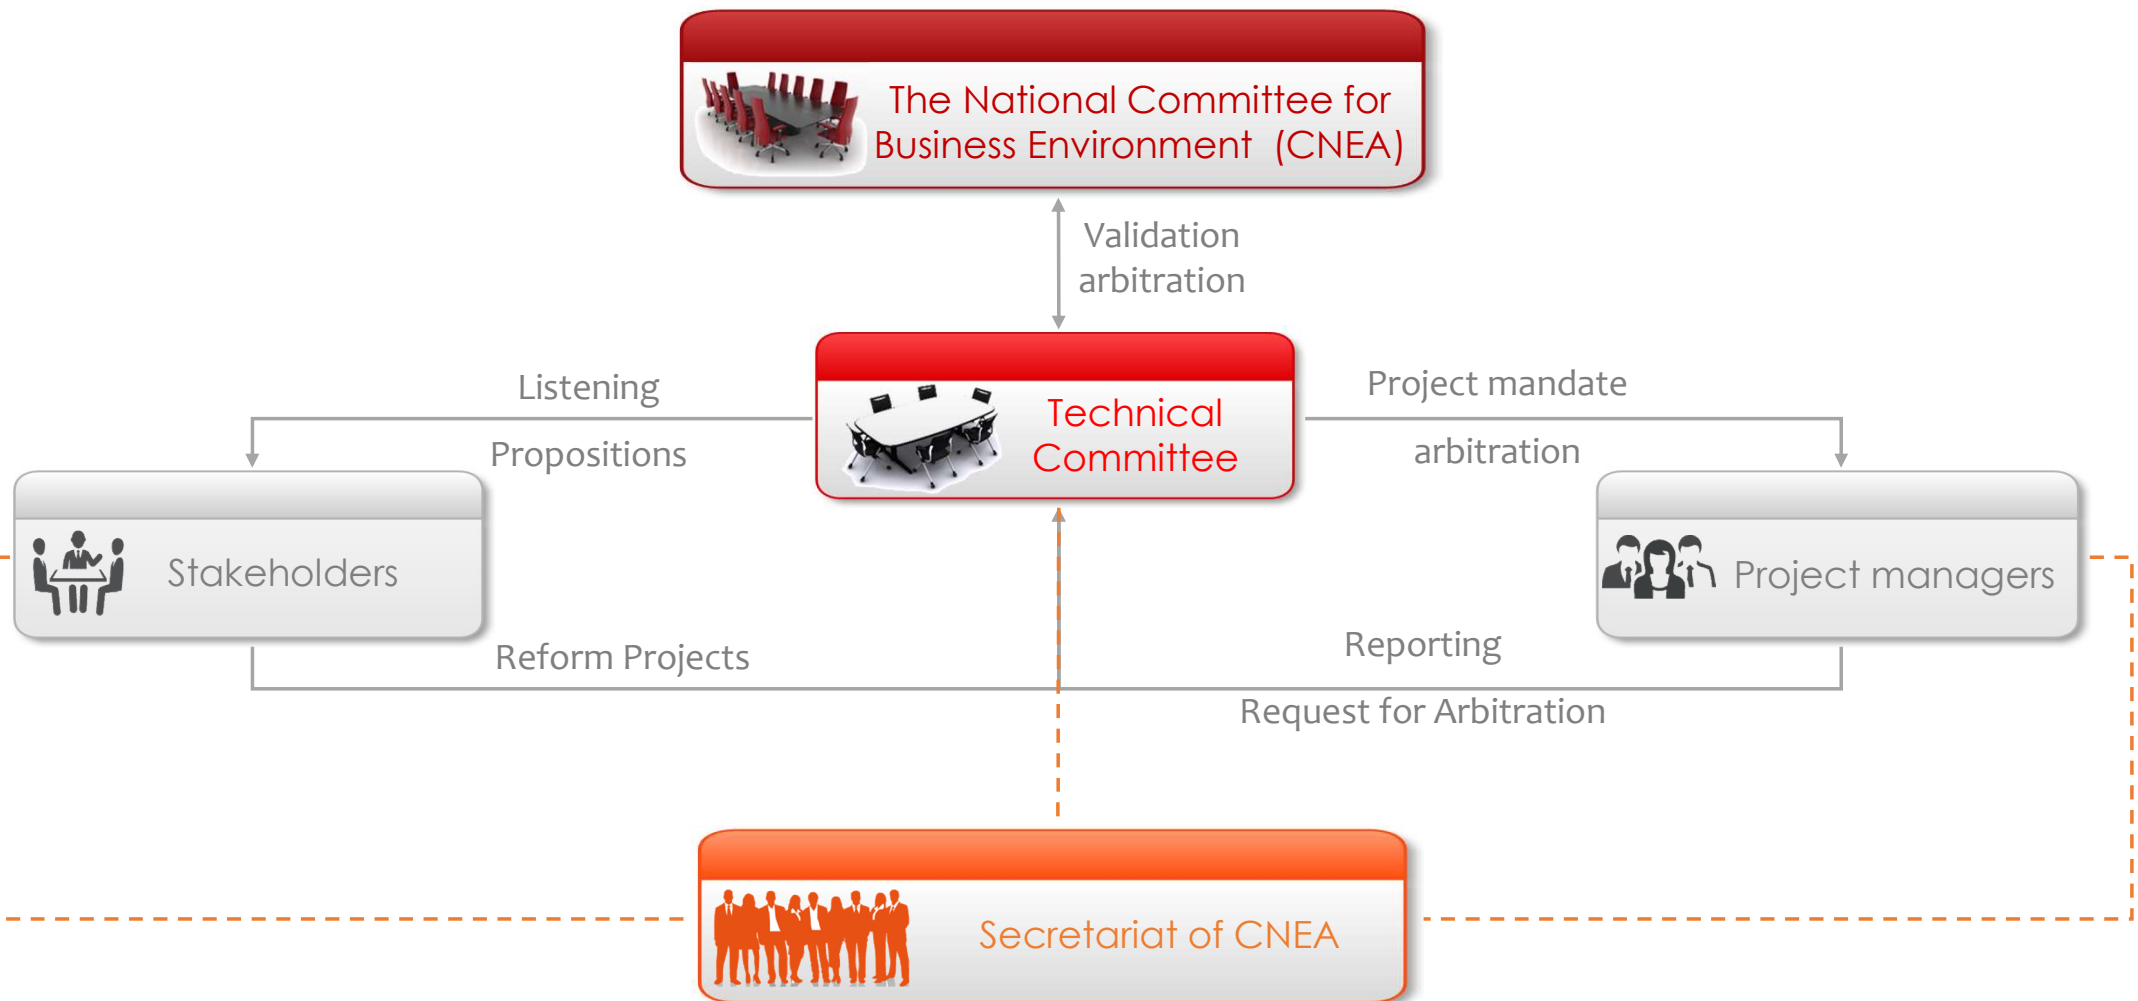 The National Committee for
Business Environment (CNEA)
Validation
arbitration
Listening
Propositions
Technical
Committee
Project mandate
arbitration
Stakeholders
Project managers
Reform Projects
Reporting
Request for Arbitration
Secretariat of CNEA